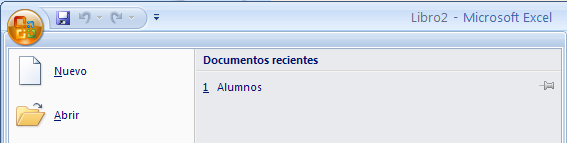 Libro2 - Microsoft Excel
Nuevo
Abrir
Documentos recientes
1 Alumnos